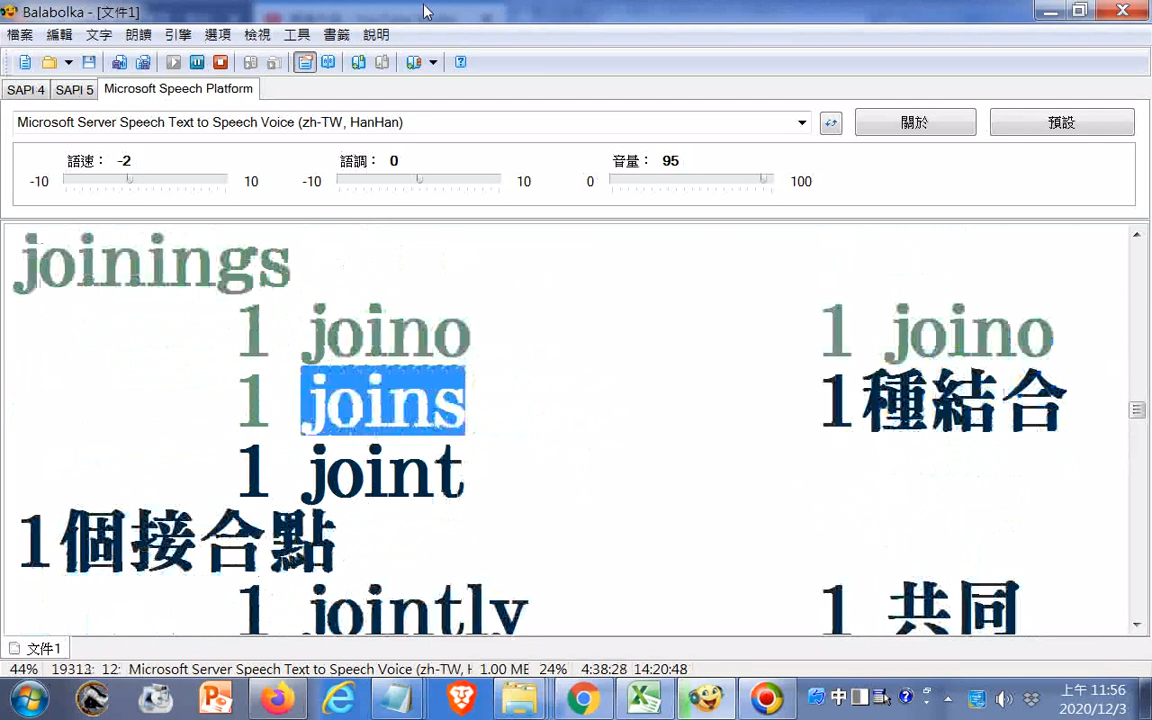 Balabolka - [文件1]
檔案 編輯 文字 朗讀 引擎 選項 檢視 工具 書籤 說明
SAPI 4 SAPI 5 Microsoft Speech Platform
Microsoft Server Speech Text to Speech Voice (zh-TW, HanHan) 關於 預設
語速： -2 語調： 0 音量： 95
-10 10 -10 10 0 100
joinings
1 joino 1 joino
1 joins 1種結合
1 joint
1個接合點
1 jointly 1 共同
文件1
44% 19313: 12: Microsoft Server Speech Text to Speech Voice (zh-TW, H 1.00 ME 24% 4:38:28 14:20:48
中 上午 11:56
2020/12/3